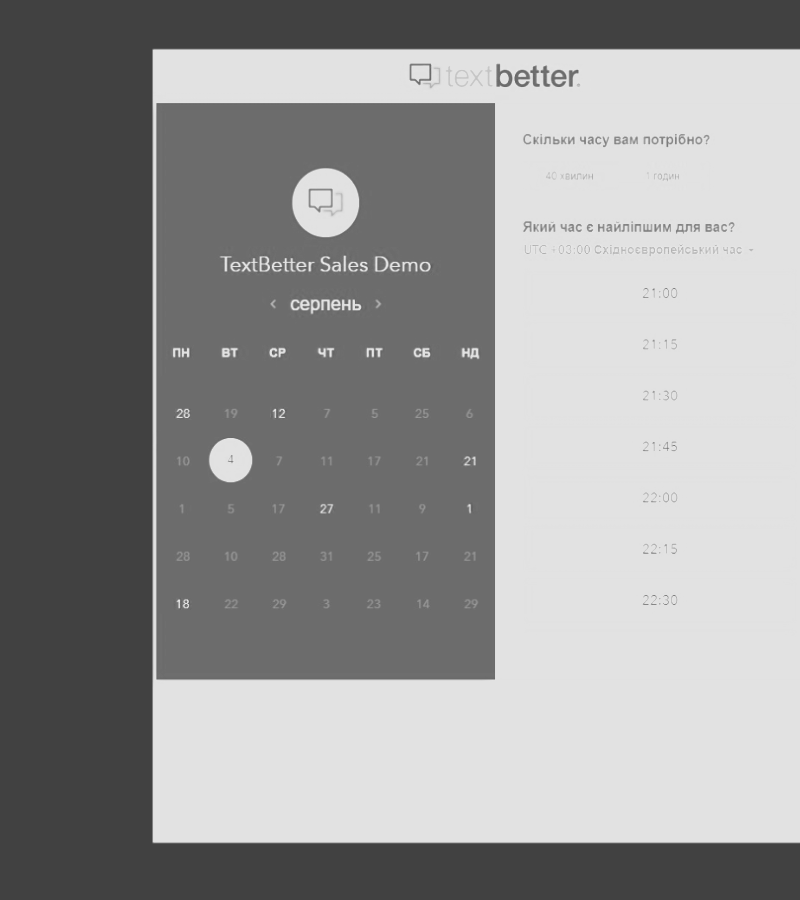 textbetter.
TextBetter Sales Demo
серпень
ПН ВТ СР ЧТ ПТ СБ НД
28 19 12 7 5 25 6
10 4 7 11 17 21 21
1 5 17 27 11 9 1
28 10 28 31 25 17 21
18 22 29 3 23 14 29
Скільки часу вам потрібно?
40 хвилин 1 годин
Який час є найліпшим для вас?
UTC +03:00 Східноєвропейський час
21:00
21:15
21:30
21:45
22:00
22:15
22:30